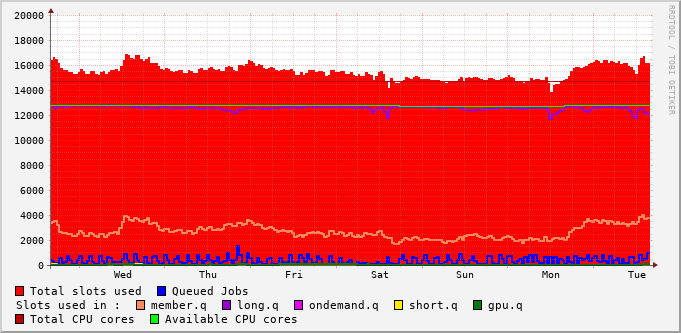 20000
18000
16000
14000
12000
10000
8000
6000
4000
2000
0
Wed Thu Fri Sat Sun Mon Tue
RRDTOOL / TOBI OETIKER
Total slots used Queued Jobs
Slots used in : member.q long.q ondemand.q short.q gpu.q
Total CPU cores Available CPU cores